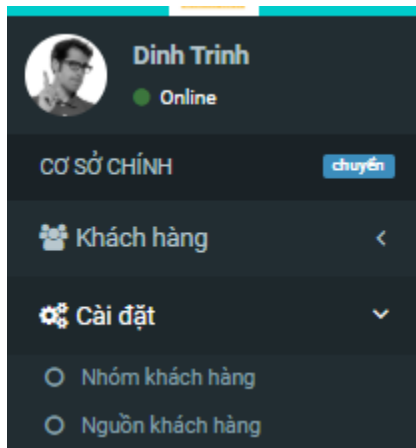 Dinh Trinh
Online
CƠ SỞ CHÍNH chuyển
Khách hàng
Cài đặt
Nhóm khách hàng
Nguồn khách hàng